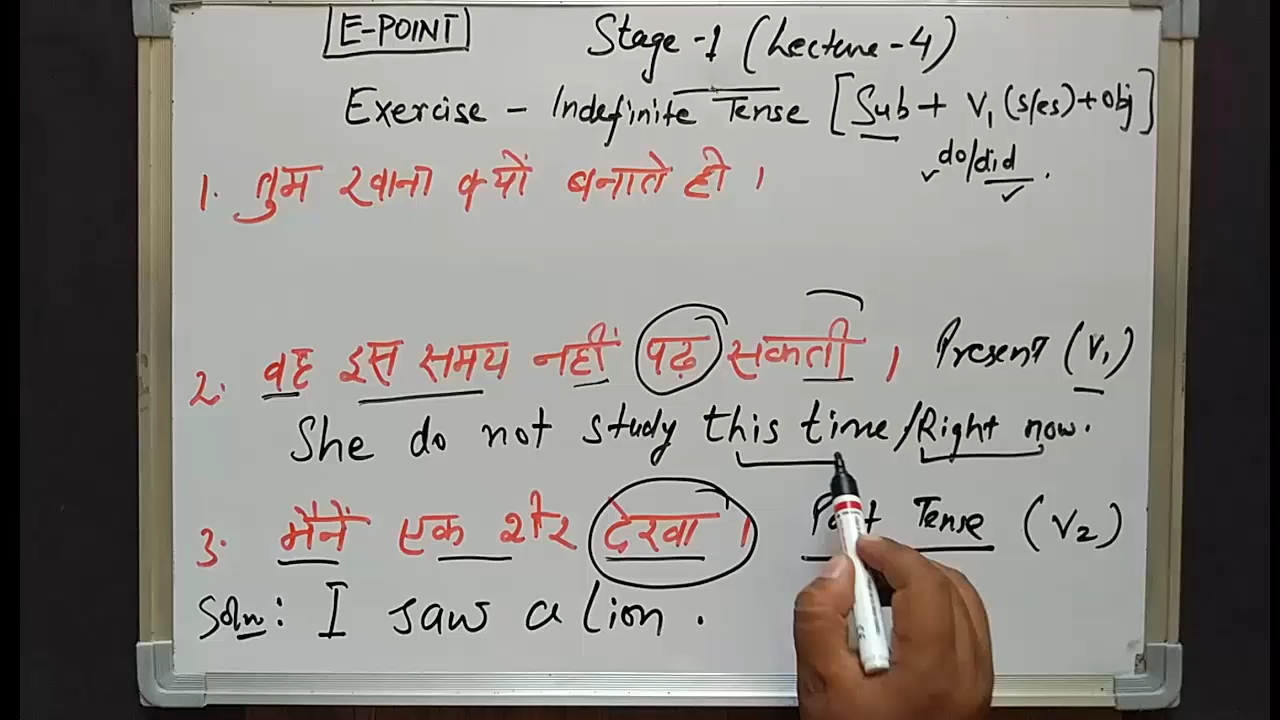 E-POINT Stage-1 (Lecture-4)
Exercise - Indefinite Tense [Sub + V₁ (s/es) + Obj]
do/did.
1. तुम खाना क्यों बनाते हो ।
2. वह इस समय नहीं पढ़ सकती । Present (V₁)
She do not study this time/Right now.
3. मैंनें एक शेर देखा । Past Tense (V₂)
Soln: I saw a lion.